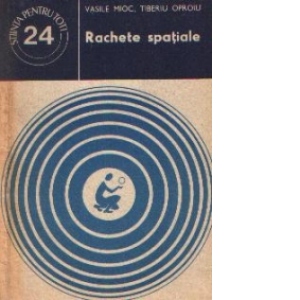 ŞTIINŢA PENTRU TOŢI
24
VASILE MIOC, TIBERIU OPROIU
Rachete spaţiale